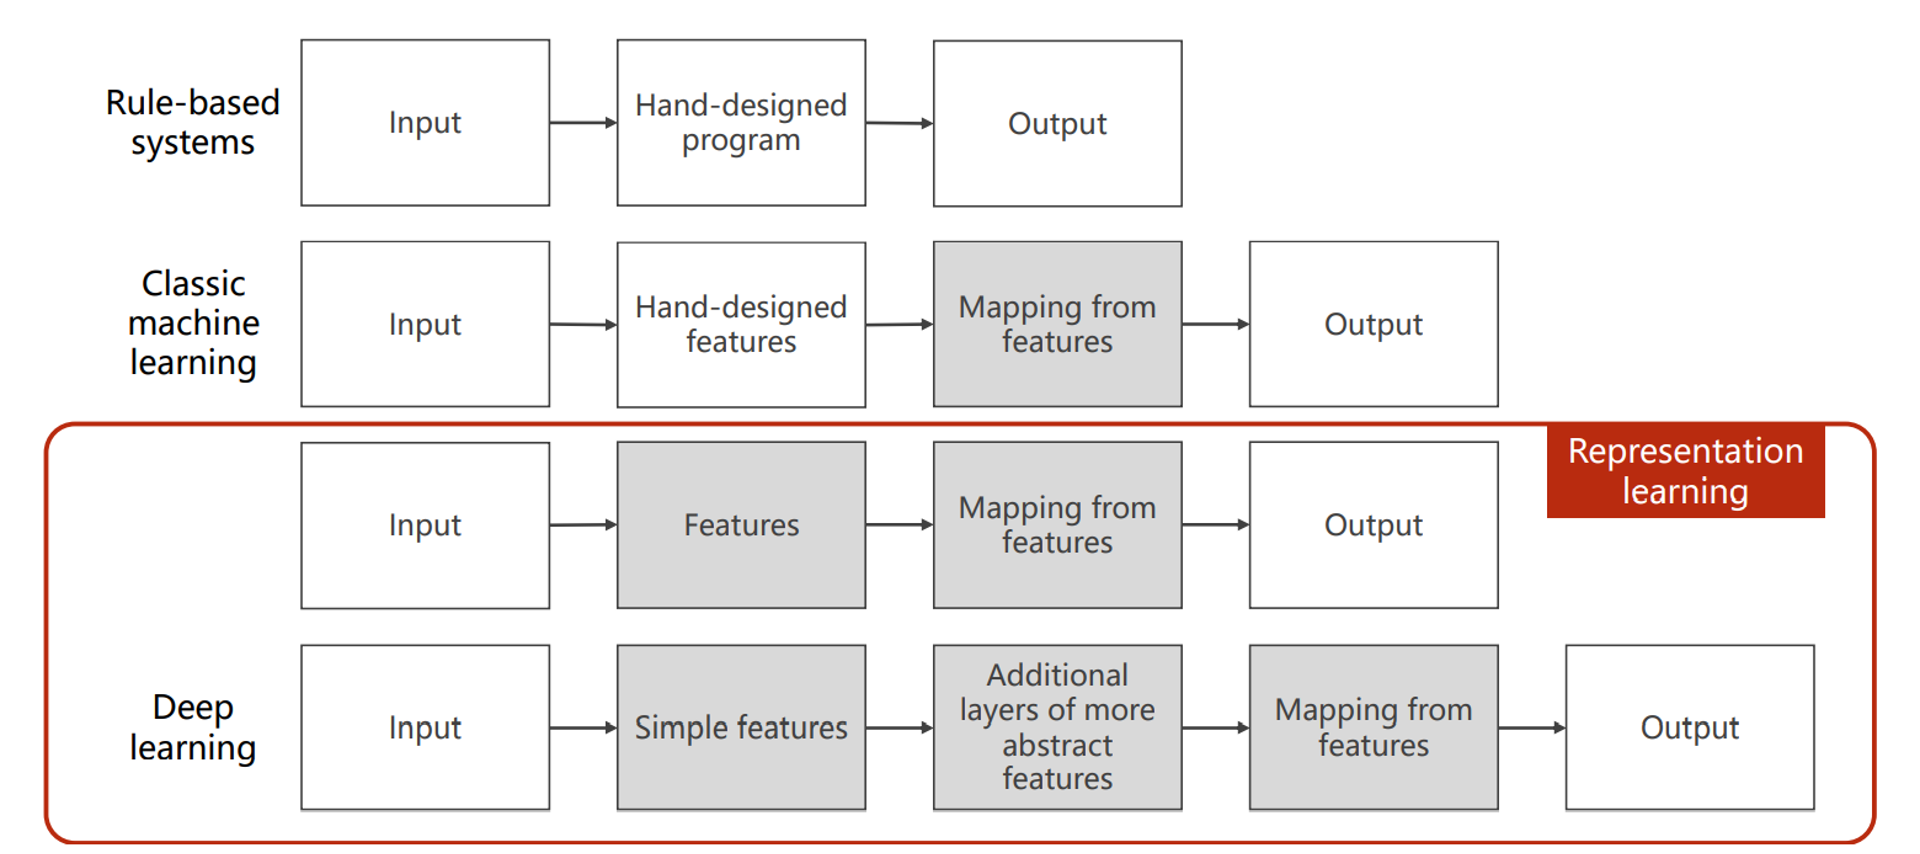 Rule-based
systems
Input
Hand-designed
program
Output
Classic
machine
learning
Input
Hand-designed
features
Mapping from
features
Output
Representation
learning
Input
Features
Mapping from
features
Output
Deep
learning
Input
Simple features
Additional
layers of more
abstract
features
Mapping from
features
Output